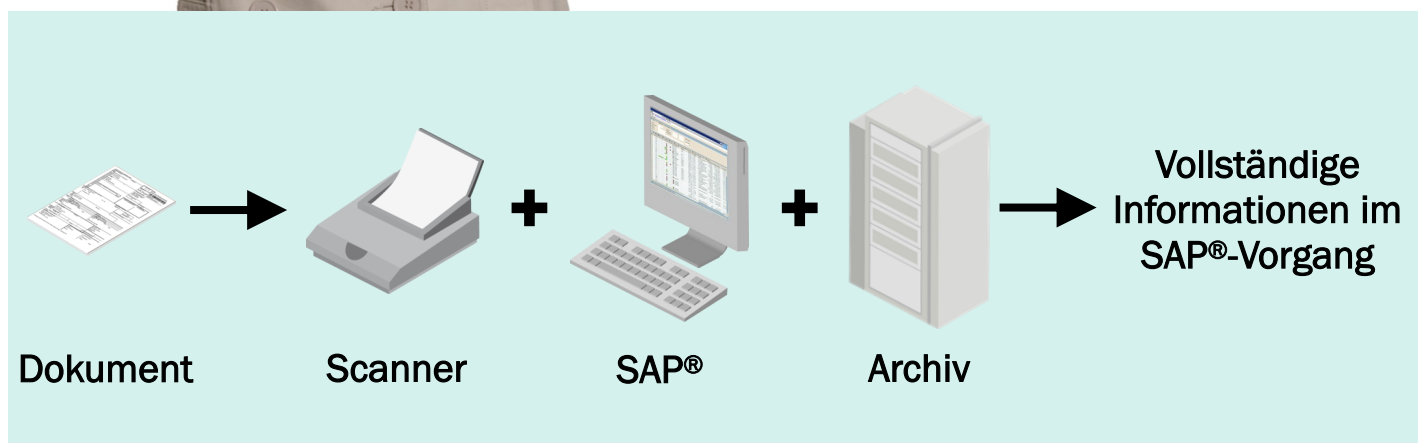 Vollständige
Informationen im
SAP®-Vorgang
Dokument
Scanner
SAP®
Archiv